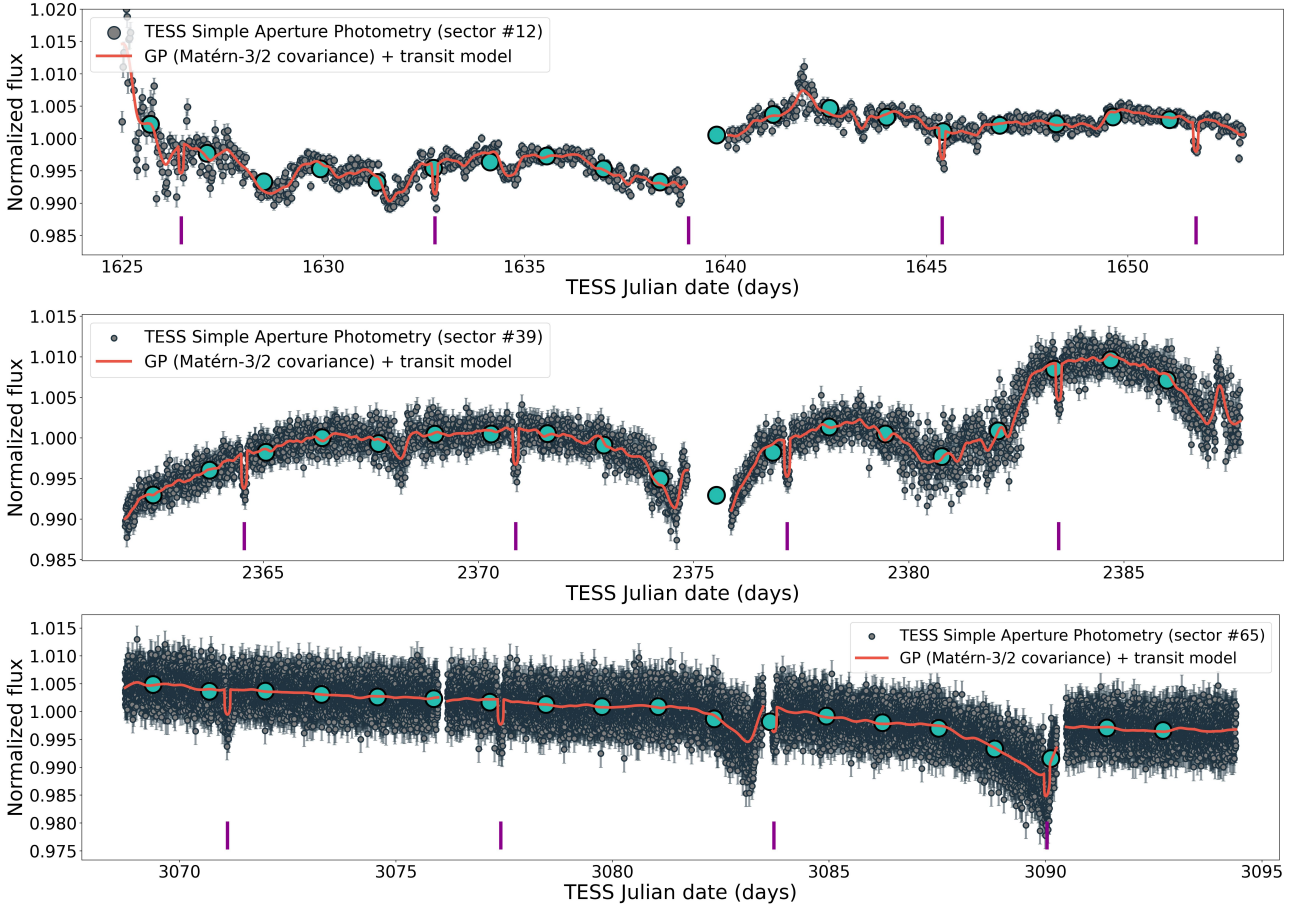 1.020
1.015
1.010
1.005
1.000
0.995
0.990
0.985
Normalized flux
TESS Simple Aperture Photometry (sector #12)
GP (Matérn-3/2 covariance) + transit model
1625 1630 1635 1640 1645 1650
TESS Julian date (days)
1.015
1.010
1.005
1.000
0.995
0.990
0.985
Normalized flux
TESS Simple Aperture Photometry (sector #39)
GP (Matérn-3/2 covariance) + transit model
2365 2370 2375 2380 2385
TESS Julian date (days)
1.015
1.010
1.005
1.000
0.995
0.990
0.985
0.980
0.975
Normalized flux
TESS Simple Aperture Photometry (sector #65)
GP (Matérn-3/2 covariance) + transit model
3070 3075 3080 3085 3090 3095
TESS Julian date (days)